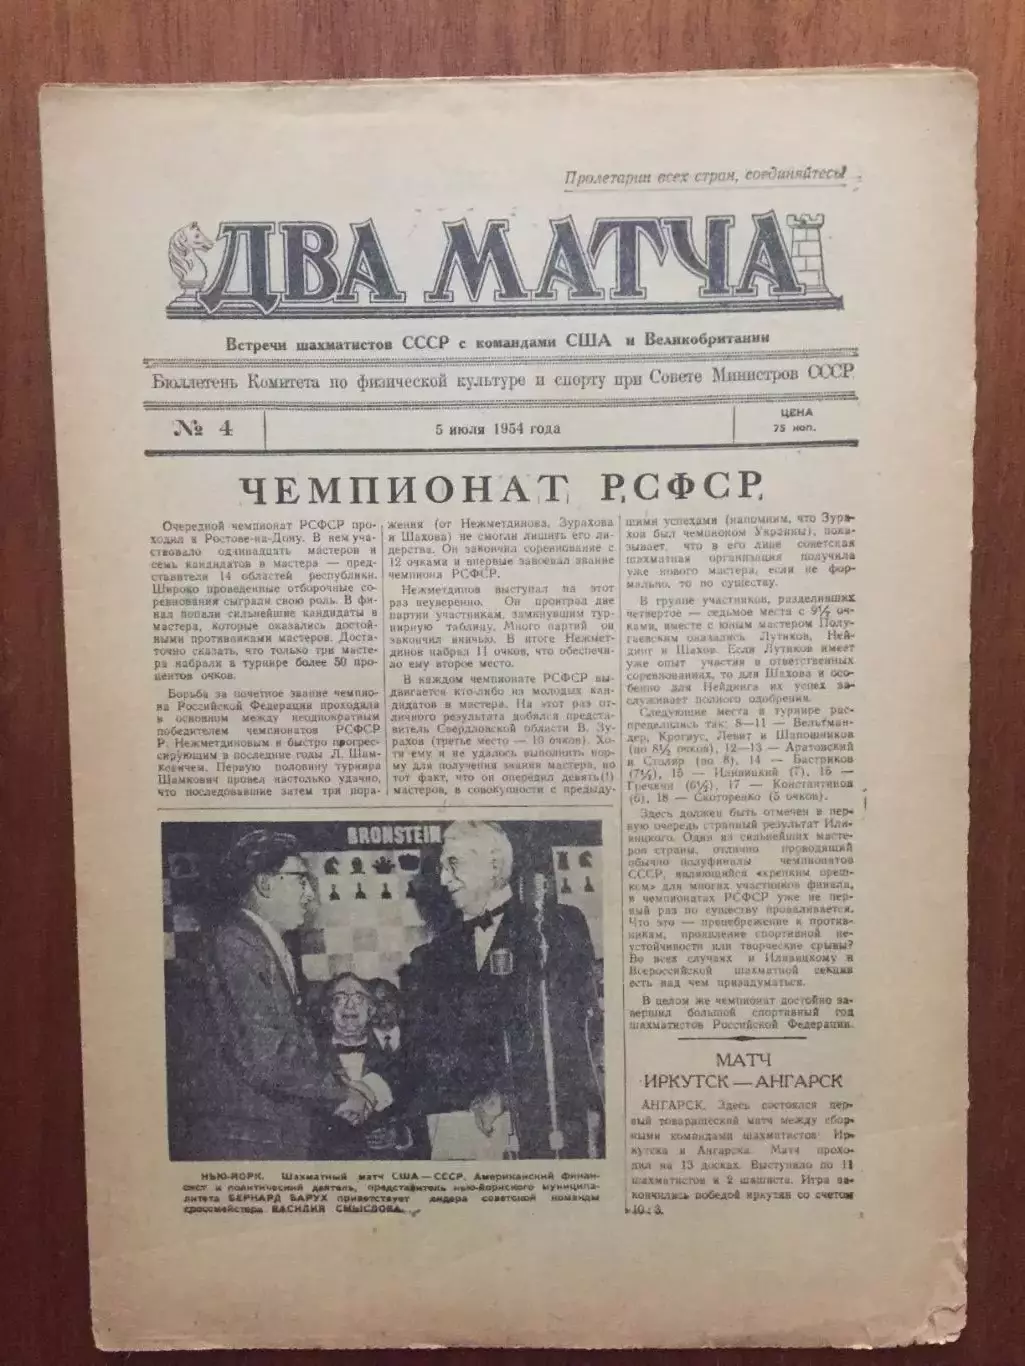 Пролетарии всех стран, соединяйтесь!
ДВА МАТЧА
Встречи шахматистов СССР с командами США и Великобритании
Бюллетень Комитета по физической культуре и спорту при Совете Министров СССР
№ 4
5 июля 1954 года
ЦЕНА
75 коп.
ЧЕМПИОНАТ РСФСР
Очередной чемпионат РСФСР про-
ходил в Ростове-на-Дону. В нем уча-
ствовало одиннадцать мастеров и
семь кандидатов в мастера — пред-
ставители 14 областей республики.
Широко проведенные отборочные со-
ревнования сыграли свою роль. В фи-
нал попали сильнейшие кандидаты в
мастера, которые оказались достой-
ными противниками мастеров. Доста-
точно сказать, что только три масте-
ра набрали в турнире более 50 про-
центов очков.
Борьба за почетное звание чемпио-
на Российской Федерации проходила
в основном между неоднократным
победителем чемпионатов РСФСР
Р. Нежметдиновым и быстро прогрес-
сирующим в последние годы Л. Шам-
ковичем. Первую половину турнира
Шамкович провел настолько удачно,
что последовавшие затем три пора-
жения (от Нежметдинова, Зурахова
и Шахова) не смогли лишить его ли-
дерства. Он закончил соревнование с
12 очками и впервые завоевал звание
чемпиона РСФСР.
Нежметдинов выступал на этот
раз неуверенно. Он проиграл две
партии участникам, замкнувшим тур-
нирную таблицу. Много партий он
закончил вничью. В итоге Нежмет-
динов набрал 11 очков, что обеспечи-
ло ему второе место.
В каждом чемпионате РСФСР вы-
двигается кто-либо из молодых кан-
дидатов в мастера. На этот раз от-
личного результата добился предста-
витель Свердловской области В. Зу-
рахов (третье место — 10 очков). Хо-
тя ему и не удалось выполнить нор-
му для получения звания мастера, но
тот факт, что он опередил девять(!)
мастеров, в совокупности с предыду-
щими успехами (напомним, что Зура-
хов был чемпионом Украины), пока-
зывает, что в его лице советская
шахматная организация получила
уже нового мастера, если не фор-
мально, то по существу.
В группе участников, разделивших
четвертое — седьмое места с 9½ оч-
ками, вместе с юным мастером Полу-
гаевским оказались Лутиков, Ней-
динг и Шахов. Если Лутиков имеет
уже опыт участия в ответственных
соревнованиях, то для Шахова и осо-
бенно для Нейдинга их успех за-
служивает полного одобрения.
Следующие места в турнире рас-
пределились так: 8—11 — Вельтман-
дер, Крогиус, Левит и Шапошников
(по 8½ очков), 12—13 — Аратовский
и Столяр (по 8), 14 — Бастриков
(7½), 15 — Иливицкий (7), 16 —
Гречкин (6½), 17 — Константинов
(6), 18 — Скоторенко (5 очков).
Здесь должен быть отмечен в пер-
вую очередь странный результат Или-
вицкого. Один из сильнейших масте-
ров страны, отлично проводящий
обычно полуфиналы чемпионатов
СССР, являющийся «крепким ореш-
ком» для многих участников финала,
в чемпионатах РСФСР уже не пер-
вый раз по существу проваливается.
Что это — пренебрежение к против-
никам, проявление спортивной не-
устойчивости или творческие срывы?
Во всех случаях и Иливицкому и
Всероссийской шахматной секции
есть над чем призадуматься.
В целом же чемпионат достойно за-
вершил большой спортивный год
шахматистов Российской Федерации.
BRONSTEIN
НЬЮ-ЙОРК. Шахматный матч США—СССР. Американский финан-
сист и политический деятель, представитель нью-йоркского муниципа-
литета БЕРНАРД БАРУХ приветствует лидера советской команды
гроссмейстера ВАСИЛИЯ СМЫСЛОВА.
МАТЧ
ИРКУТСК — АНГАРСК
АНГАРСК. Здесь состоялся пер-
вый товарищеский матч между сбор-
ными командами шахматистов Ир-
кутска и Ангарска. Матч прохо-
дил на 13 досках. Выступило по 11
шахматистов и 2 шашиста. Игра за-
кончилась победой иркутян со счетом
10:3.